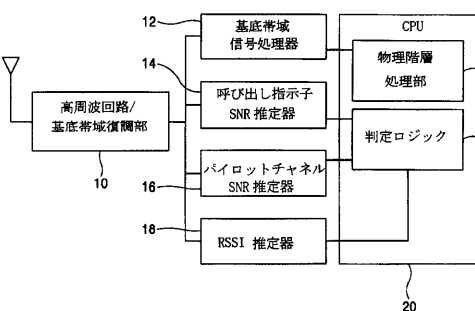 12
基底帯域
信号処理器
CPU
物理階層
処理部
14
呼び出し指示子
SNR 推定器
高周波回路/
基底帯域復調部
10
判定ロジック
パイロットチャネル
SNR 推定器
16
18
RSSI 推定器
20